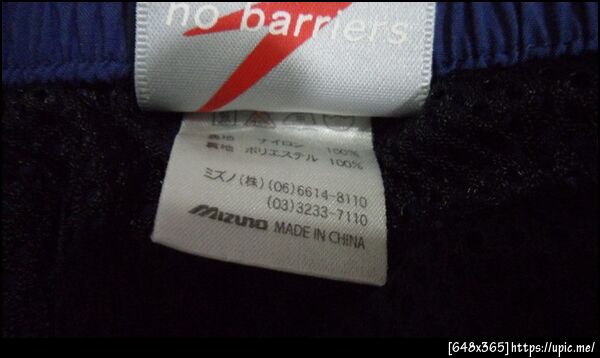 no barriers
表地 ナイロン 100%
裏地 ポリエステル 100%
ミズノ(株) (06)6614-8110
(03)3233-7110
mizuno MADE IN CHINA
[648x365]https://upic.me/